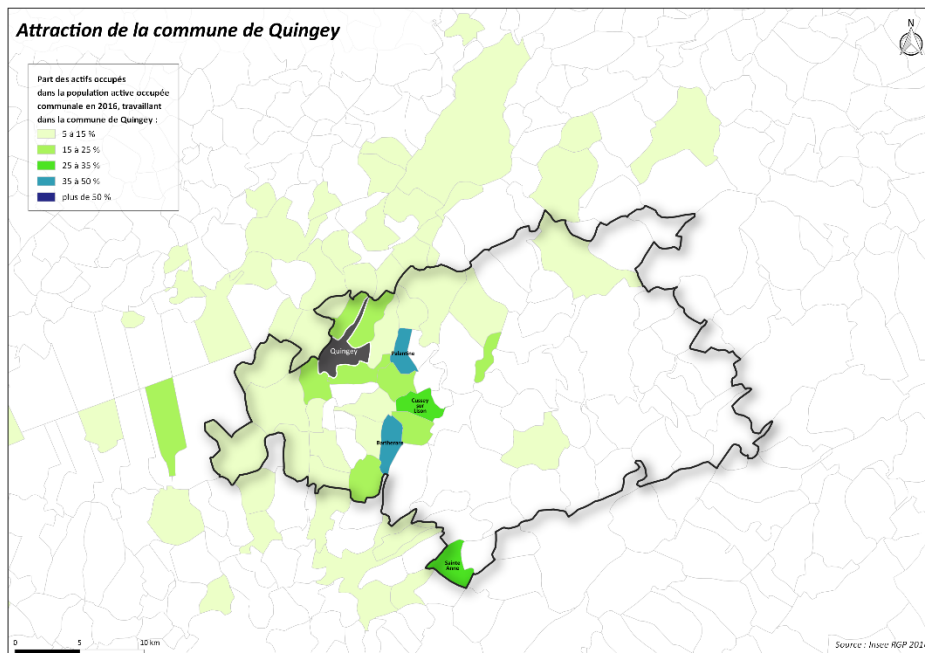 Attraction de la commune de Quingey
N
Part des actifs occupés
dans la population active occupée
communale en 2016, travaillant
dans la commune de Quingey :
5 à 15 %
15 à 25 %
25 à 35 %
35 à 50 %
plus de 50 %
Quingey
Palantine
Cussey
sur
Lison
Sainte
Anne
0 5 10 km
Source : Insee RGP 2014